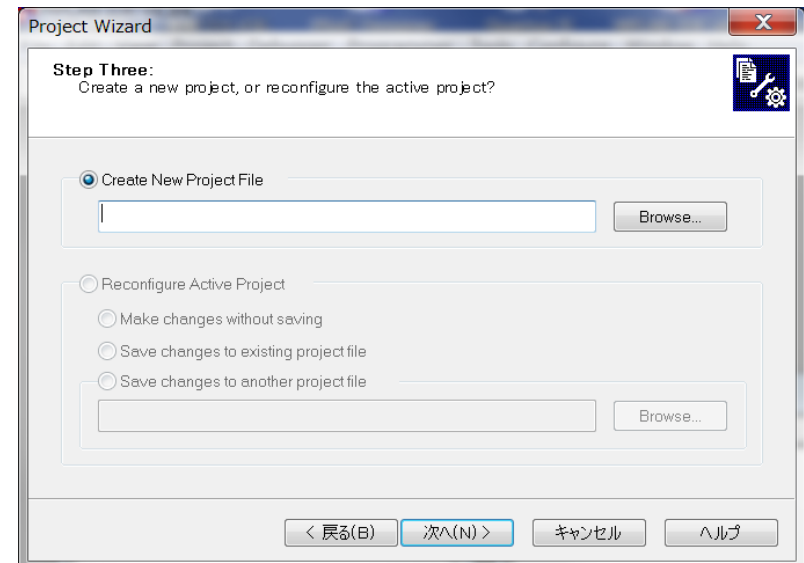 Project Wizard
Step Three:
Create a new project, or reconfigure the active project?
Create New Project File
Browse...
Reconfigure Active Project
Make changes without saving
Save changes to existing project file
Save changes to another project file
Browse...
< 戻る(B)
次へ(N) >
キャンセル
ヘルプ